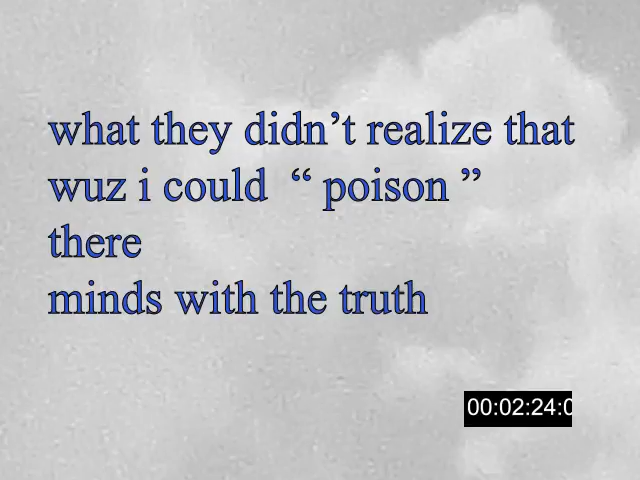 what they didn’t realize that
wuz i could “ poison ”
there
minds with the truth
00:02:24:0